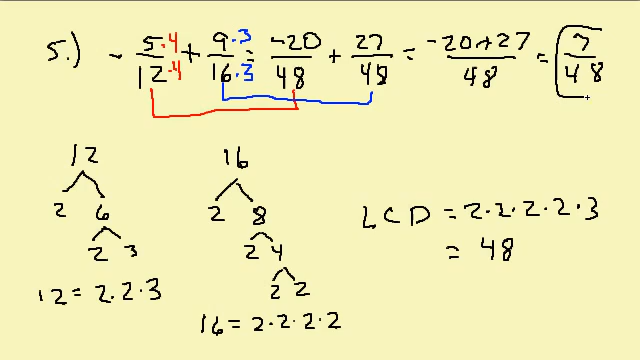 5.) - 5·4/12·4 + 9·3/16·3 = -20/48 + 27/48 = -20+27/48 = 7/48
12
2 6
2 3
12 = 2·2·3
16
2 8
2 4
2 2
16 = 2·2·2·2
LCD = 2·2·2·2·3
= 48